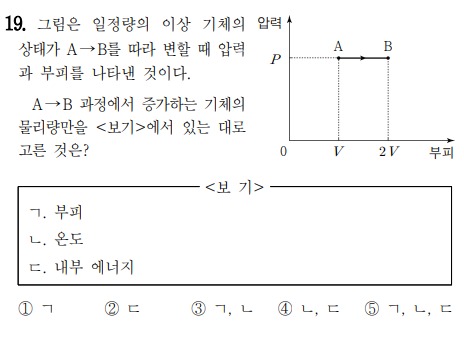 19. 그림은 일정량의 이상 기체의
상태가 A→B를 따라 변할 때 압력
과 부피를 나타낸 것이다.
A→B 과정에서 증가하는 기체의
물리량만을 <보기>에서 있는 대로
고른 것은?
압력
P
A
B
0
V
2V
부피
<보 기>
ㄱ. 부피
ㄴ. 온도
ㄷ. 내부 에너지
① ㄱ ② ㄷ ③ ㄱ, ㄴ ④ ㄴ, ㄷ ⑤ ㄱ, ㄴ, ㄷ